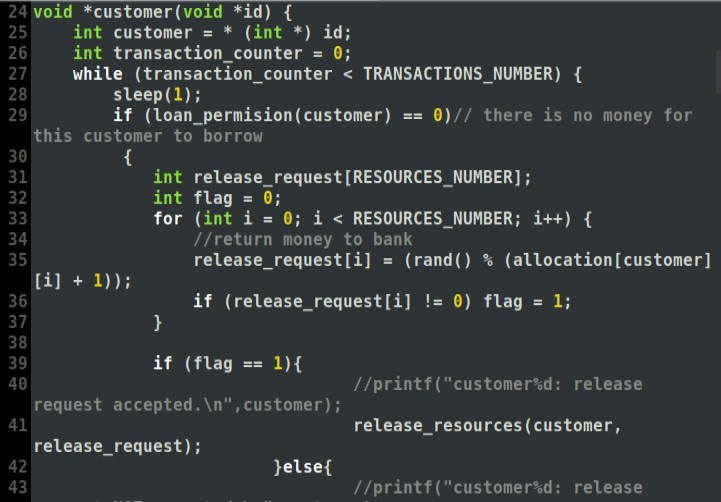 24 void *customer(void *id) {
25     int customer = * (int *) id;
26     int transaction_counter = 0;
27     while (transaction_counter < TRANSACTIONS_NUMBER) {
28         sleep(1);
29         if (loan_permision(customer) == 0)// there is no money for
this customer to borrow
30          {
31             int release_request[RESOURCES_NUMBER];
32             int flag = 0;
33             for (int i = 0; i < RESOURCES_NUMBER; i++) {
34                 //return money to bank
35                 release_request[i] = (rand() % (allocation[customer]
[i] + 1));
36                 if (release_request[i] != 0) flag = 1;
37             }
38
39             if (flag == 1){
40                                 //printf("customer%d: release
request accepted.\n",customer);
41                                 release_resources(customer,
release_request);
42                         }else{
43                                 //printf("customer%d: release